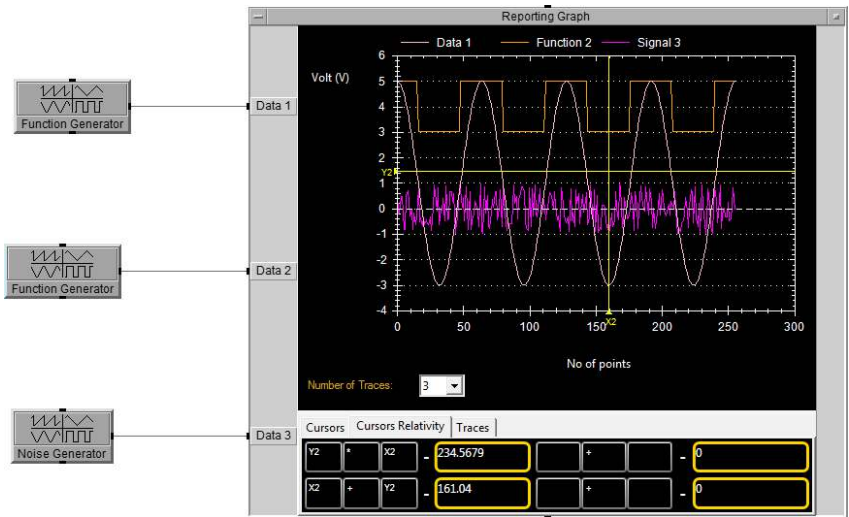 Reporting Graph
Data 1 Function 2 Signal 3
Volt (V)
6
5
4
3
2
Y2
1
0
-1
-2
-3
-4
0 50 100 150 X2 200 250 300
No of points
Number of Traces: 3
Function Generator
Data 1
Function Generator
Data 2
Noise Generator
Data 3
Cursors Cursors Relativity Traces
Y2 * X2 - 234.5679 + - 0
X2 + Y2 - 161.04 + - 0